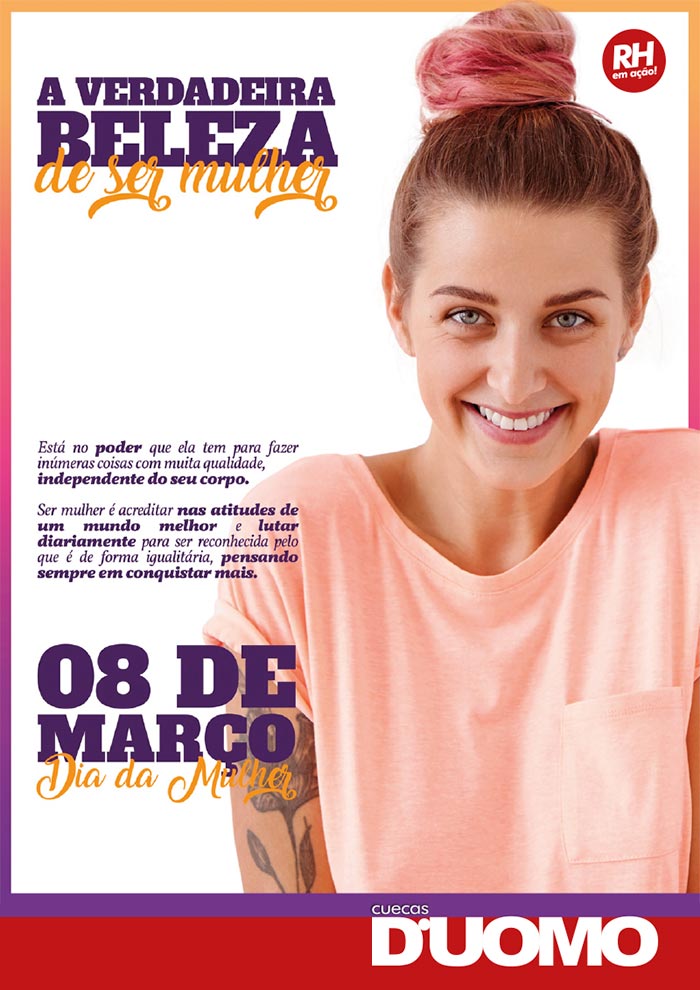 RH
em ação!
A VERDADEIRA
BELEZA
de ser mulher
Está no poder que ela tem para fazer
inúmeras coisas com muita qualidade,
independente do seu corpo.
Ser mulher é acreditar nas atitudes de
um mundo melhor e lutar
diariamente para ser reconhecida pelo
que é de forma igualitária, pensando
sempre em conquistar mais.
08 DE
MARÇO
Dia da Mulher
cuecas
D'UOMO